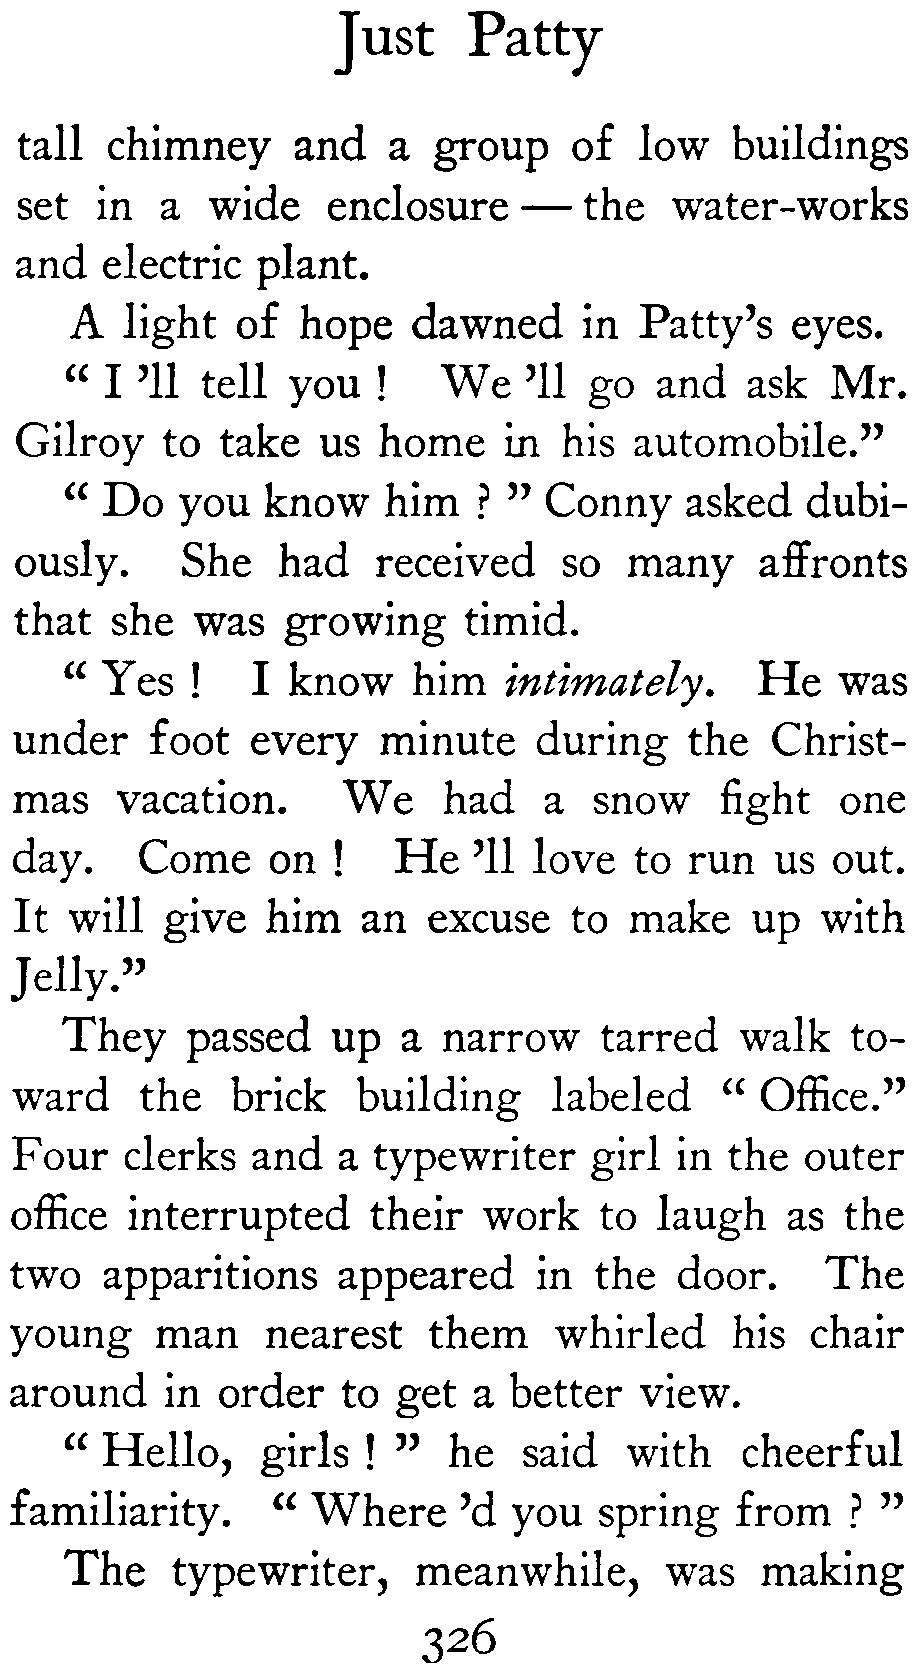 Just Patty
tall chimney and a group of low buildings
set in a wide enclosure — the water-works
and electric plant.
A light of hope dawned in Patty's eyes.
" I 'll tell you ! We 'll go and ask Mr.
Gilroy to take us home in his automobile."
" Do you know him ? " Conny asked dubi-
ously. She had received so many affronts
that she was growing timid.
" Yes ! I know him intimately. He was
under foot every minute during the Christ-
mas vacation. We had a snow fight one
day. Come on ! He 'll love to run us out.
It will give him an excuse to make up with
Jelly."
They passed up a narrow tarred walk to-
ward the brick building labeled " Office."
Four clerks and a typewriter girl in the outer
office interrupted their work to laugh as the
two apparitions appeared in the door. The
young man nearest them whirled his chair
around in order to get a better view.
" Hello, girls ! " he said with cheerful
familiarity. " Where 'd you spring from ? "
The typewriter, meanwhile, was making
326